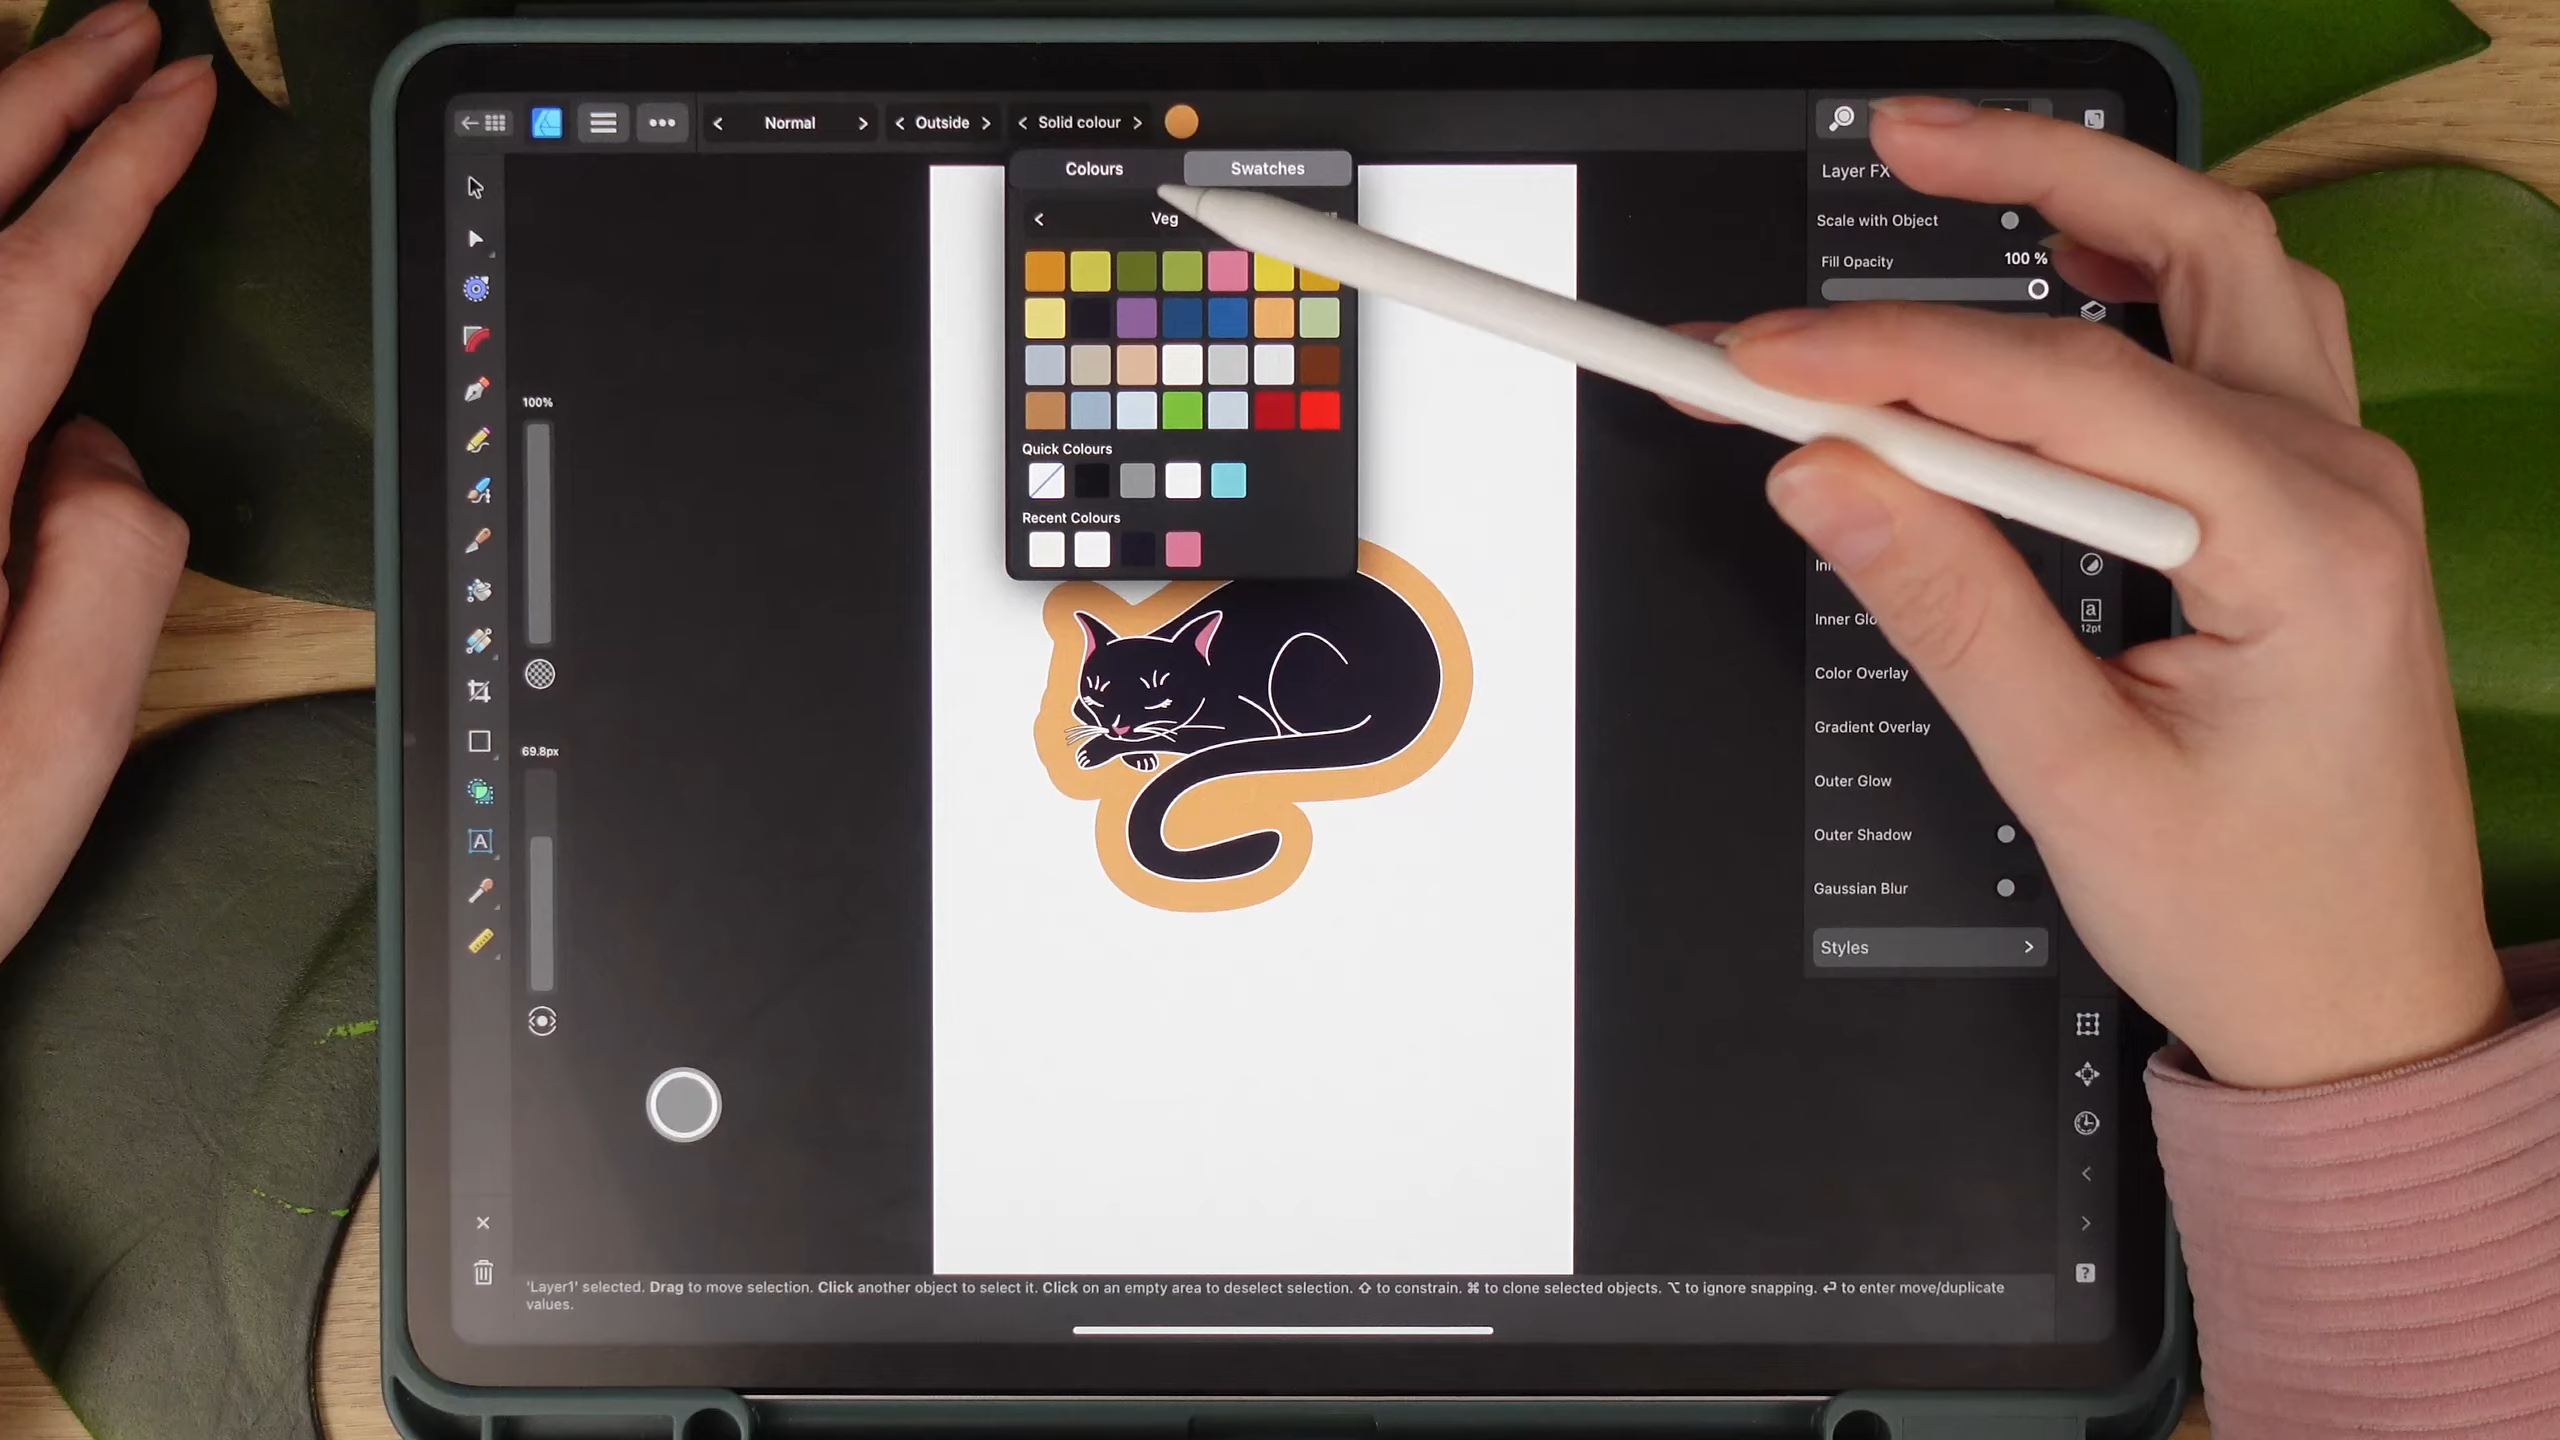 Normal
Outside
Solid colour
Colours
Swatches
Veg
Quick Colours
Recent Colours
100%
69.8px
Layer FX
Scale with Object
Fill Opacity
100 %
Inner Glo
Color Overlay
Gradient Overlay
Outer Glow
Outer Shadow
Gaussian Blur
Styles
A
a
12pt
?
'Layer1' selected. Drag to move selection. Click another object to select it. Click on an empty area to deselect selection. ⇧ to constrain. ⌘ to clone selected objects. ⌥ to ignore snapping. ⏎ to enter move/duplicate
values.